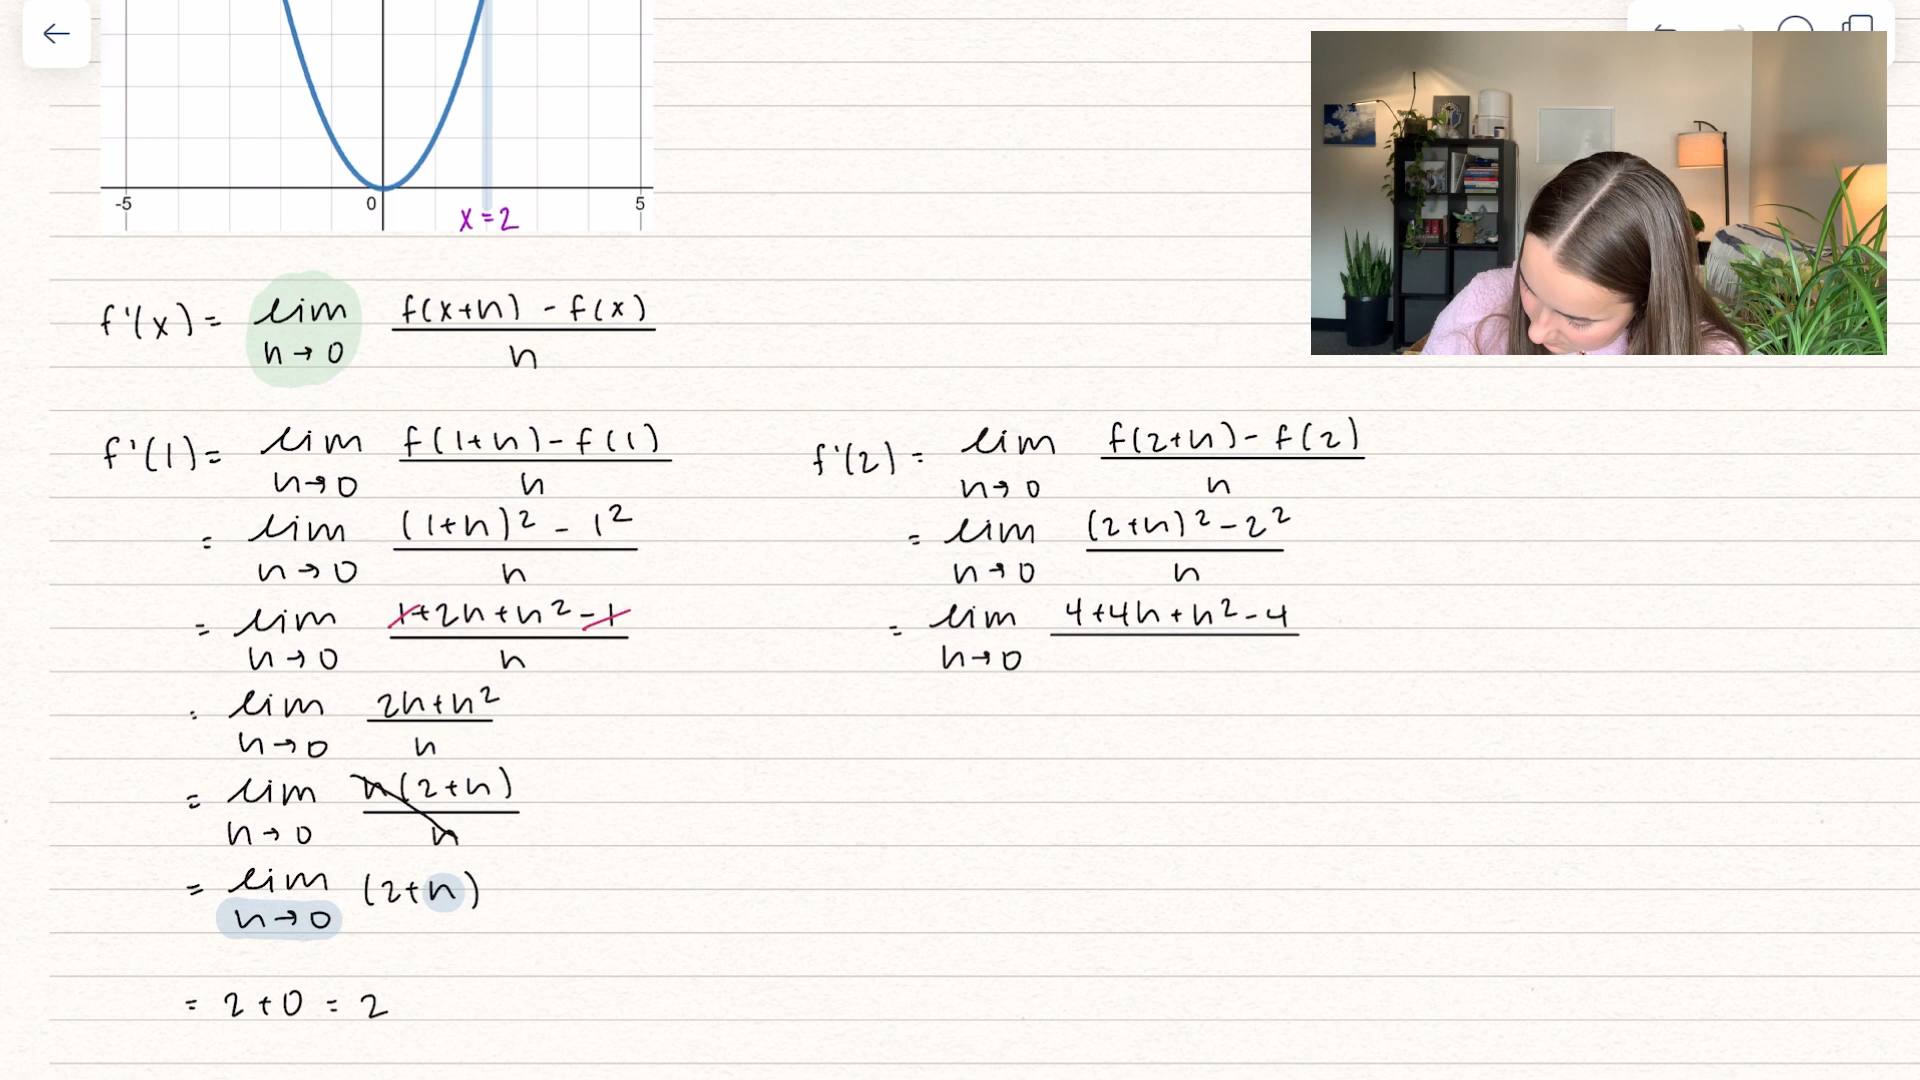 -5 0 5
x=2
f'(x) = lim h→0 f(x+h) - f(x) / h
f'(1) = lim h→0 f(1+h) - f(1) / h
= lim h→0 (1+h)² - 1² / h
= lim h→0 1+2h+h²-1 / h
= lim h→0 2h+h² / h
= lim h→0 h(2+h) / h
= lim h→0 (2+h)
= 2+0 = 2
f'(2) = lim h→0 f(2+h) - f(2) / h
= lim h→0 (2+h)² - 2² / h
= lim h→0 4+4h+h²-4